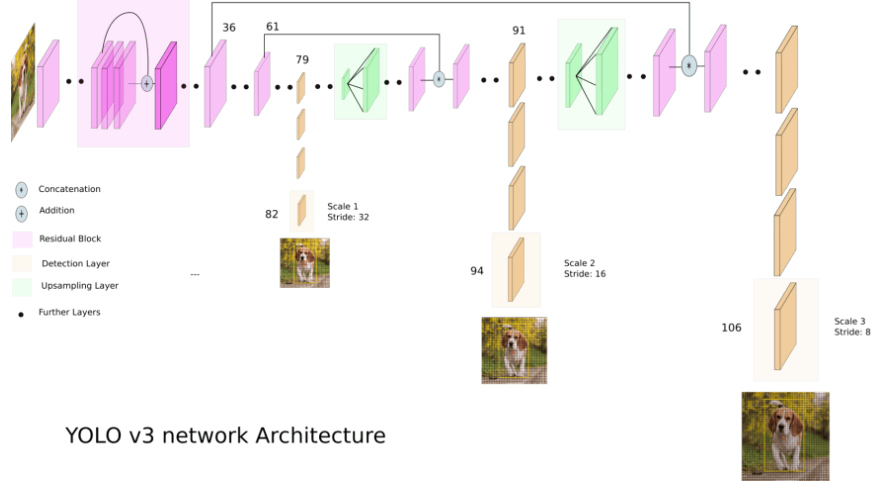 36
61
91
79
Concatenation
Addition
Residual Block
Detection Layer
Upsampling Layer
Further Layers
---
82
Scale 1
Stride: 32
94
Scale 2
Stride: 16
106
Scale 3
Stride: 8
YOLO v3 network Architecture